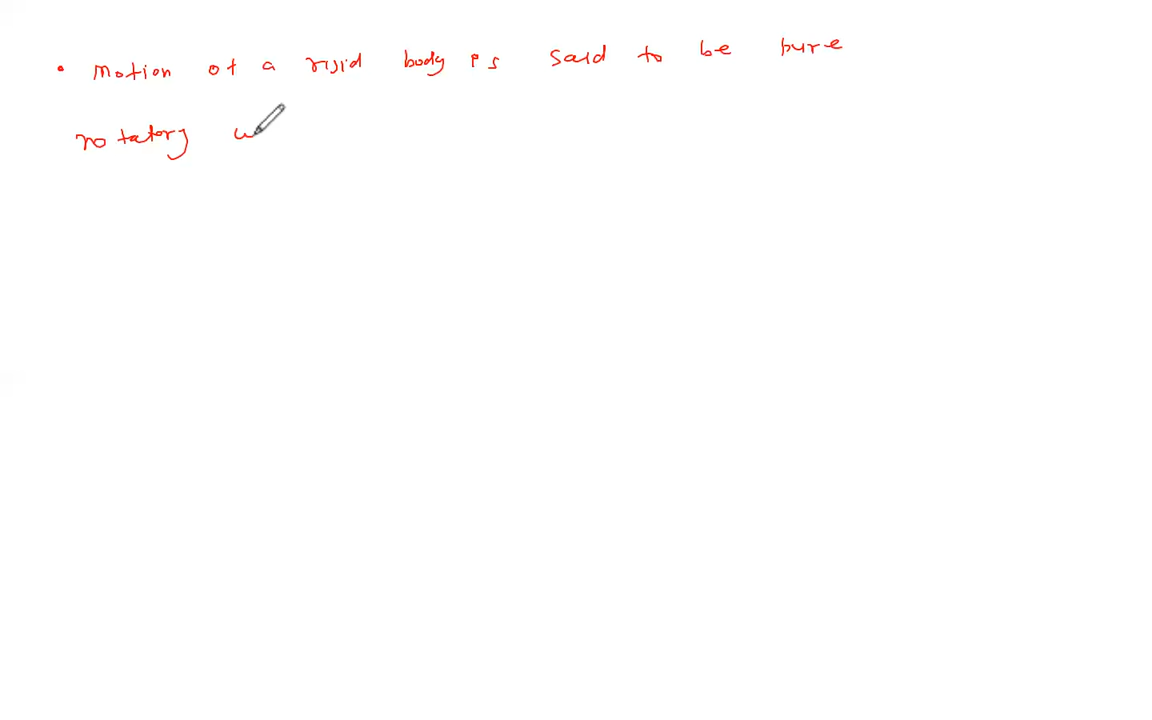 • Motion of a rigid body is said to be pure
rotatory w